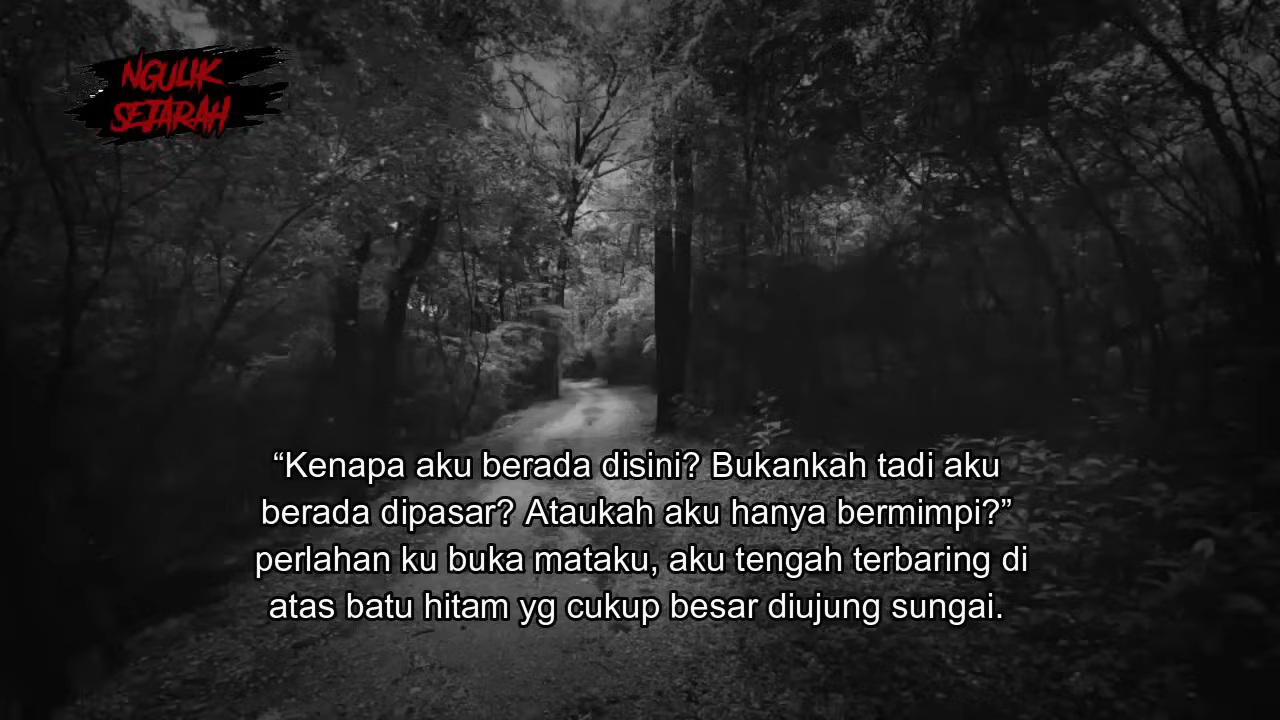 NGULIK
SEJARAH
“Kenapa aku berada disini? Bukankah tadi aku
berada dipasar? Ataukah aku hanya bermimpi?”
perlahan ku buka mataku, aku tengah terbaring di
atas batu hitam yg cukup besar diujung sungai.